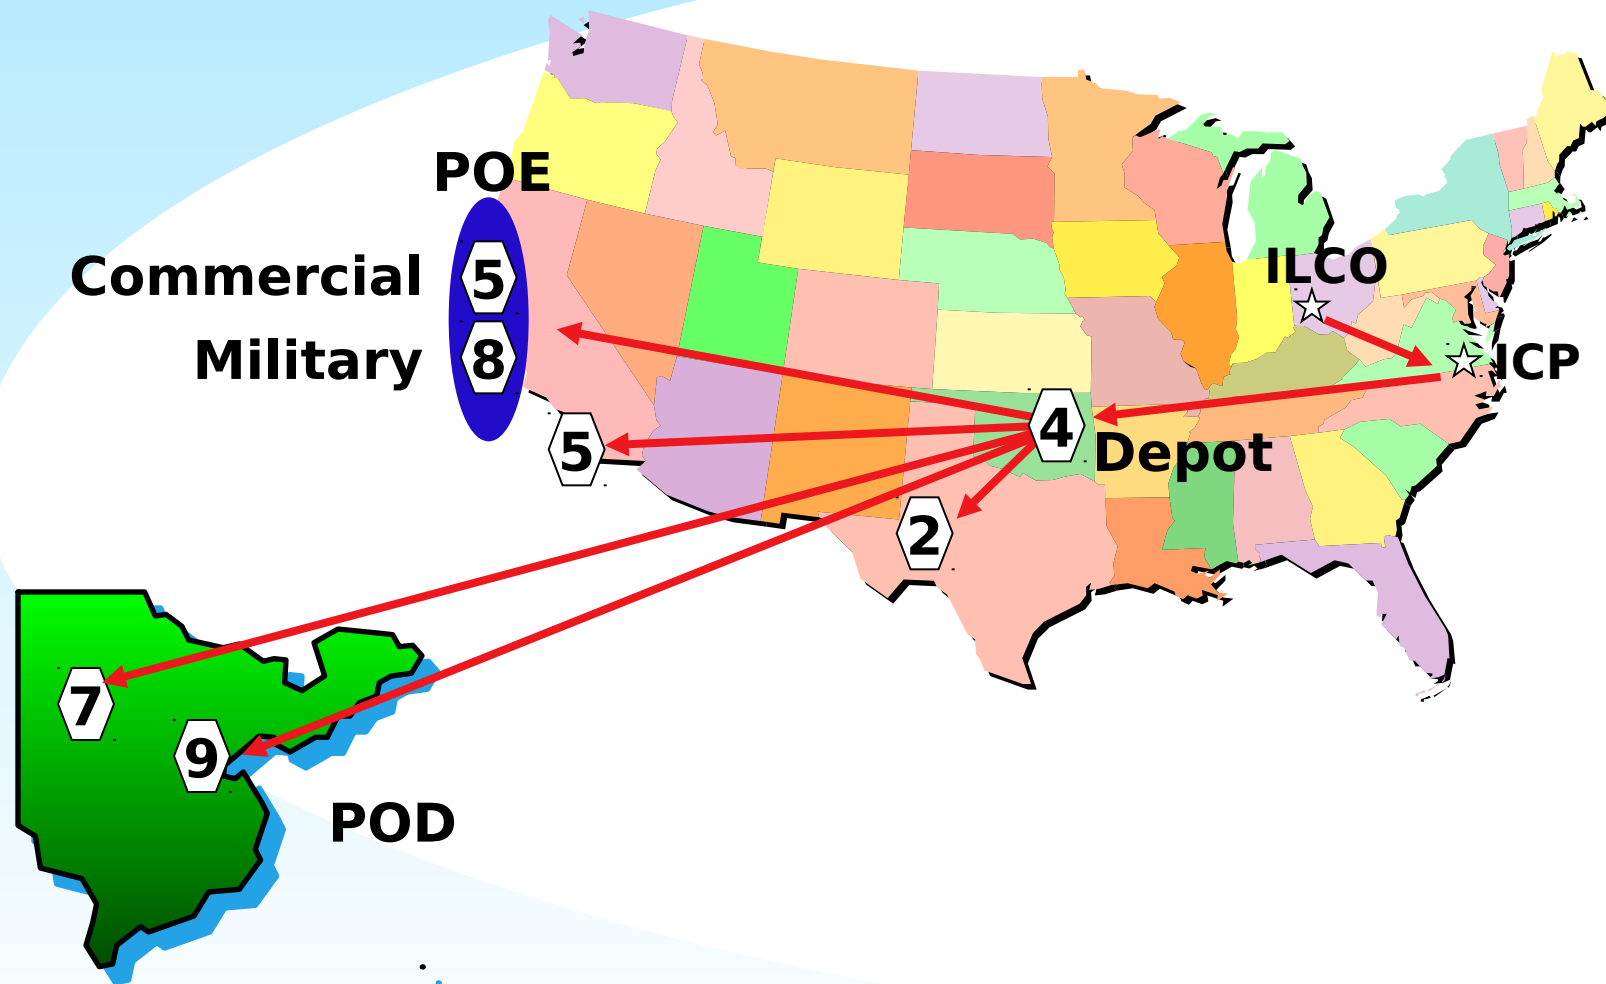 POE
Commercial 5
Military 8
ILCO
ICP
4
Depot
5
2
7
9
POD